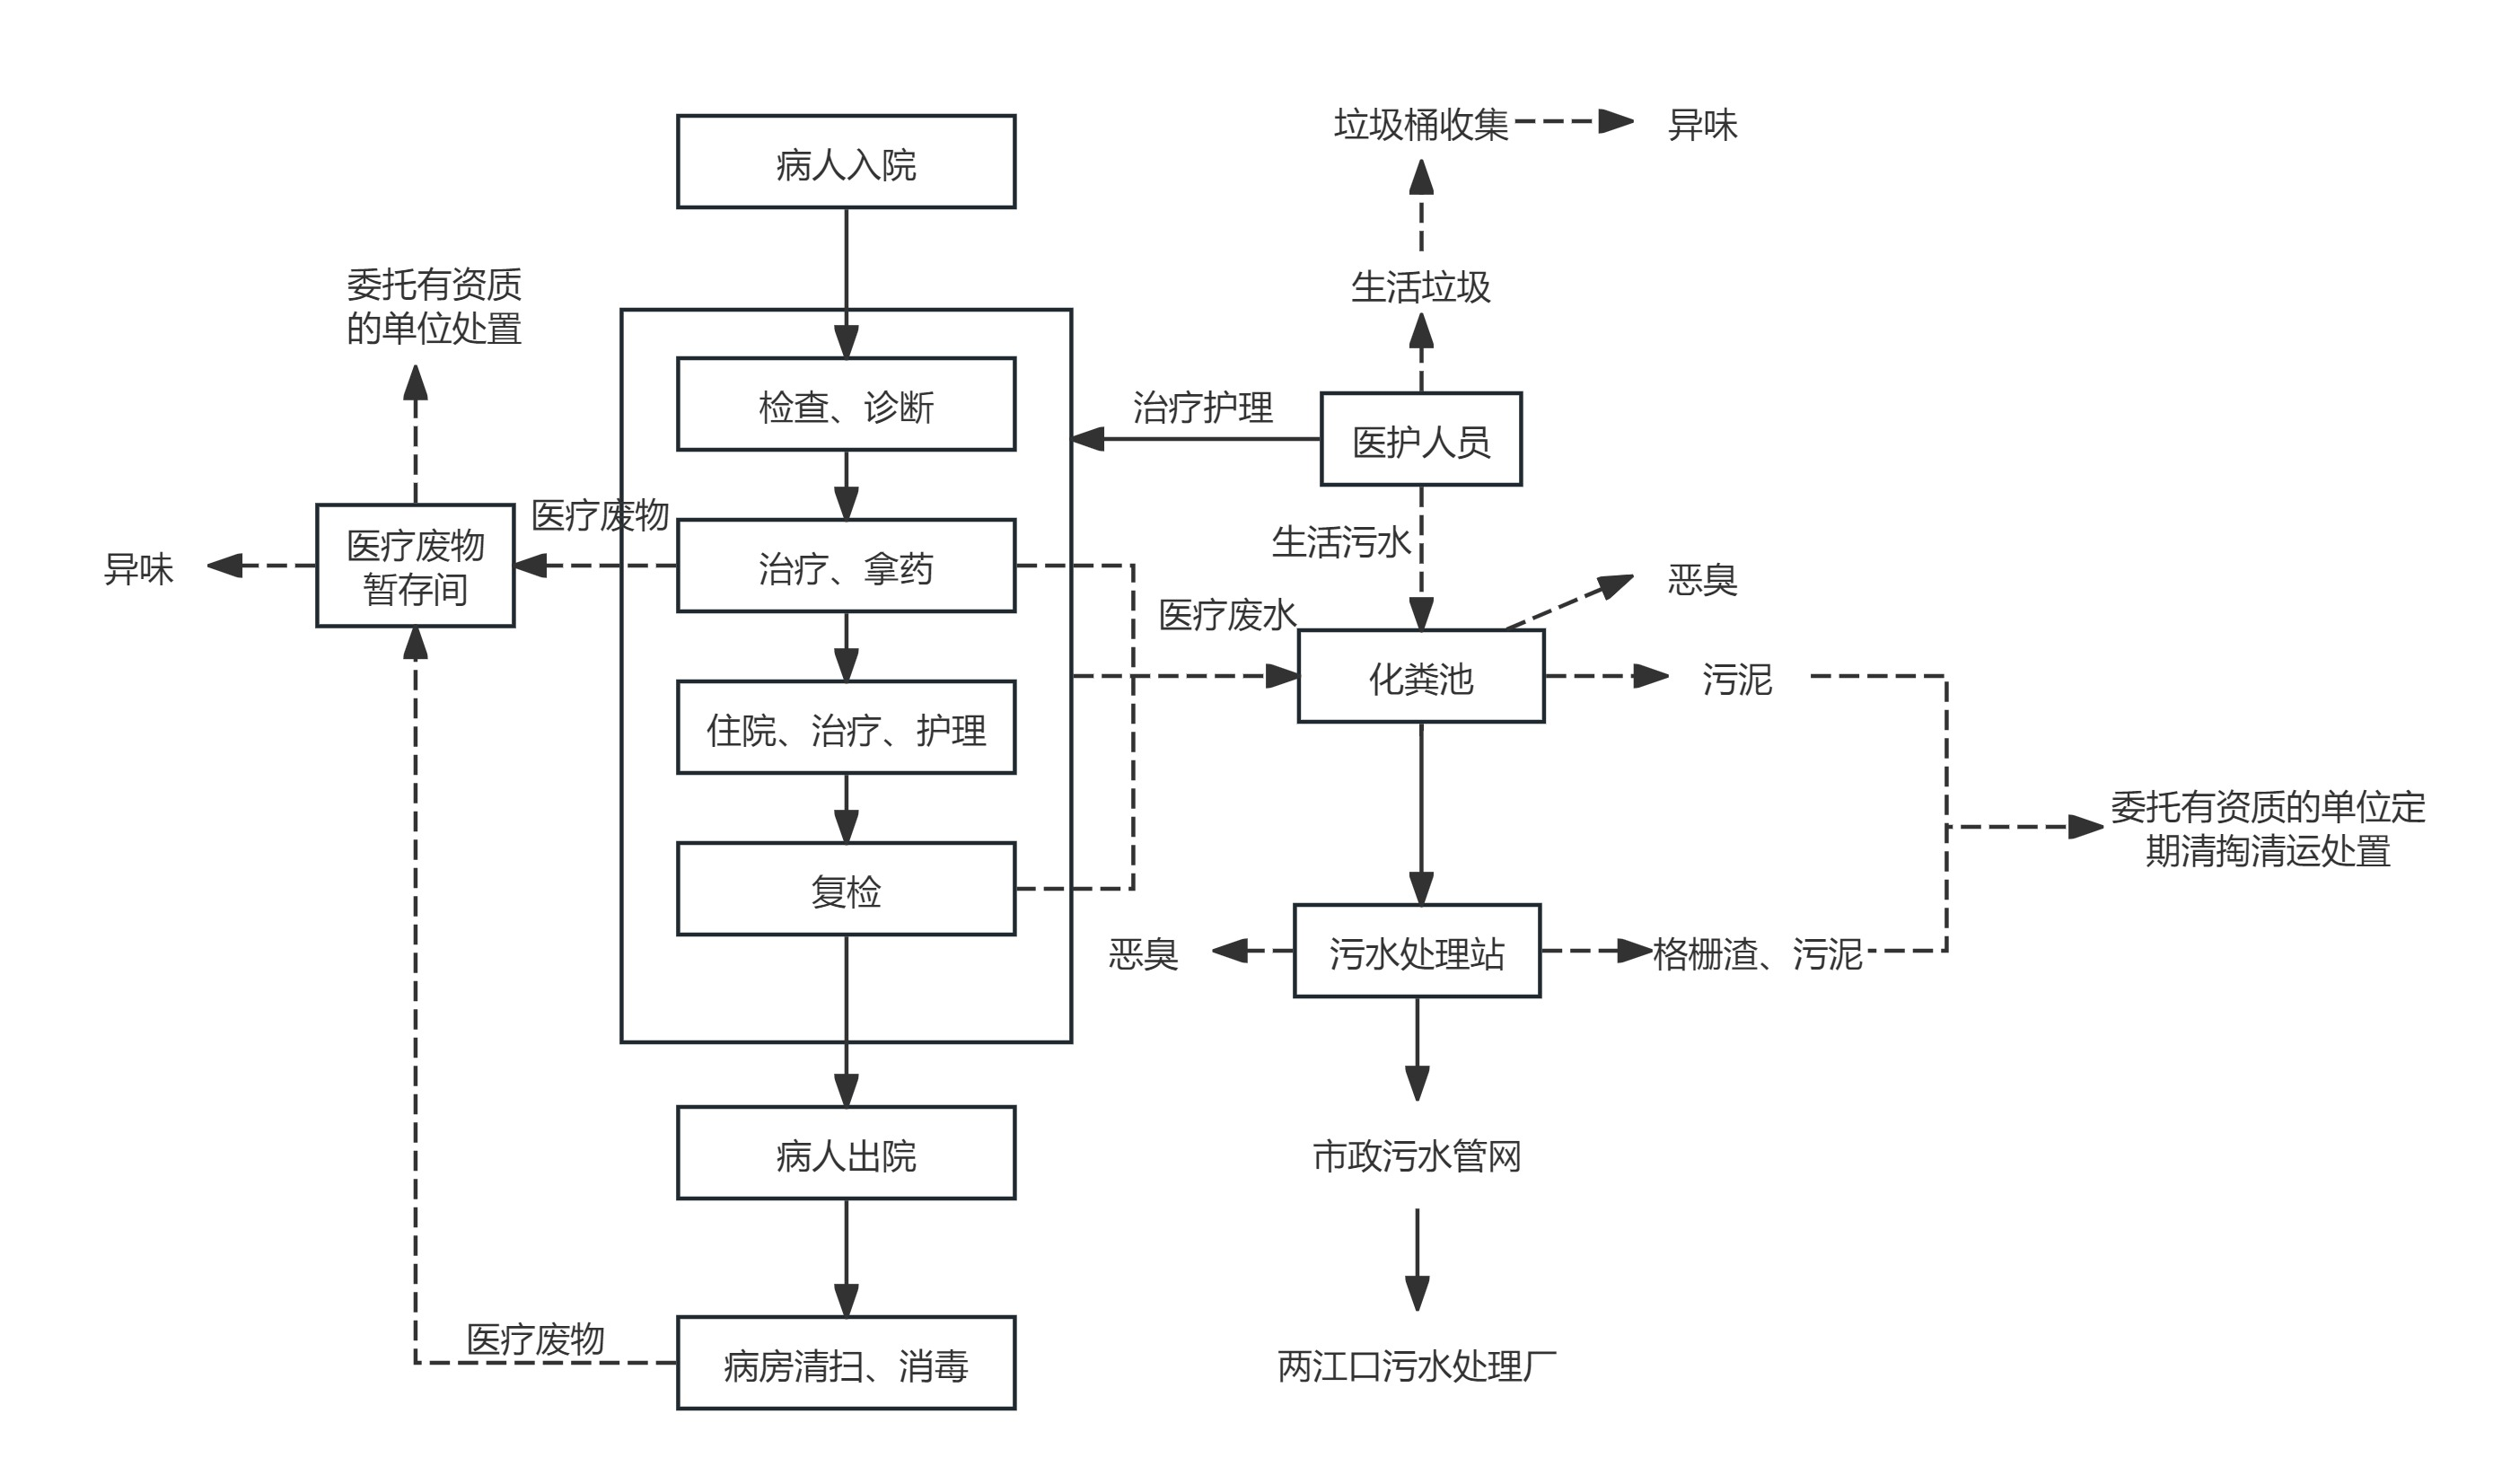 垃圾桶收集
异味
病人入院
委托有资质
的单位处置
生活垃圾
检查、诊断
治疗护理
医护人员
医疗废物
医疗废物
暂存间
异味
治疗、拿药
生活污水
恶臭
医疗废水
化粪池
污泥
住院、治疗、护理
委托有资质的单位定
期清掏清运处置
复检
恶臭
污水处理站
格栅渣、污泥
病人出院
市政污水管网
医疗废物
病房清扫、消毒
两江口污水处理厂